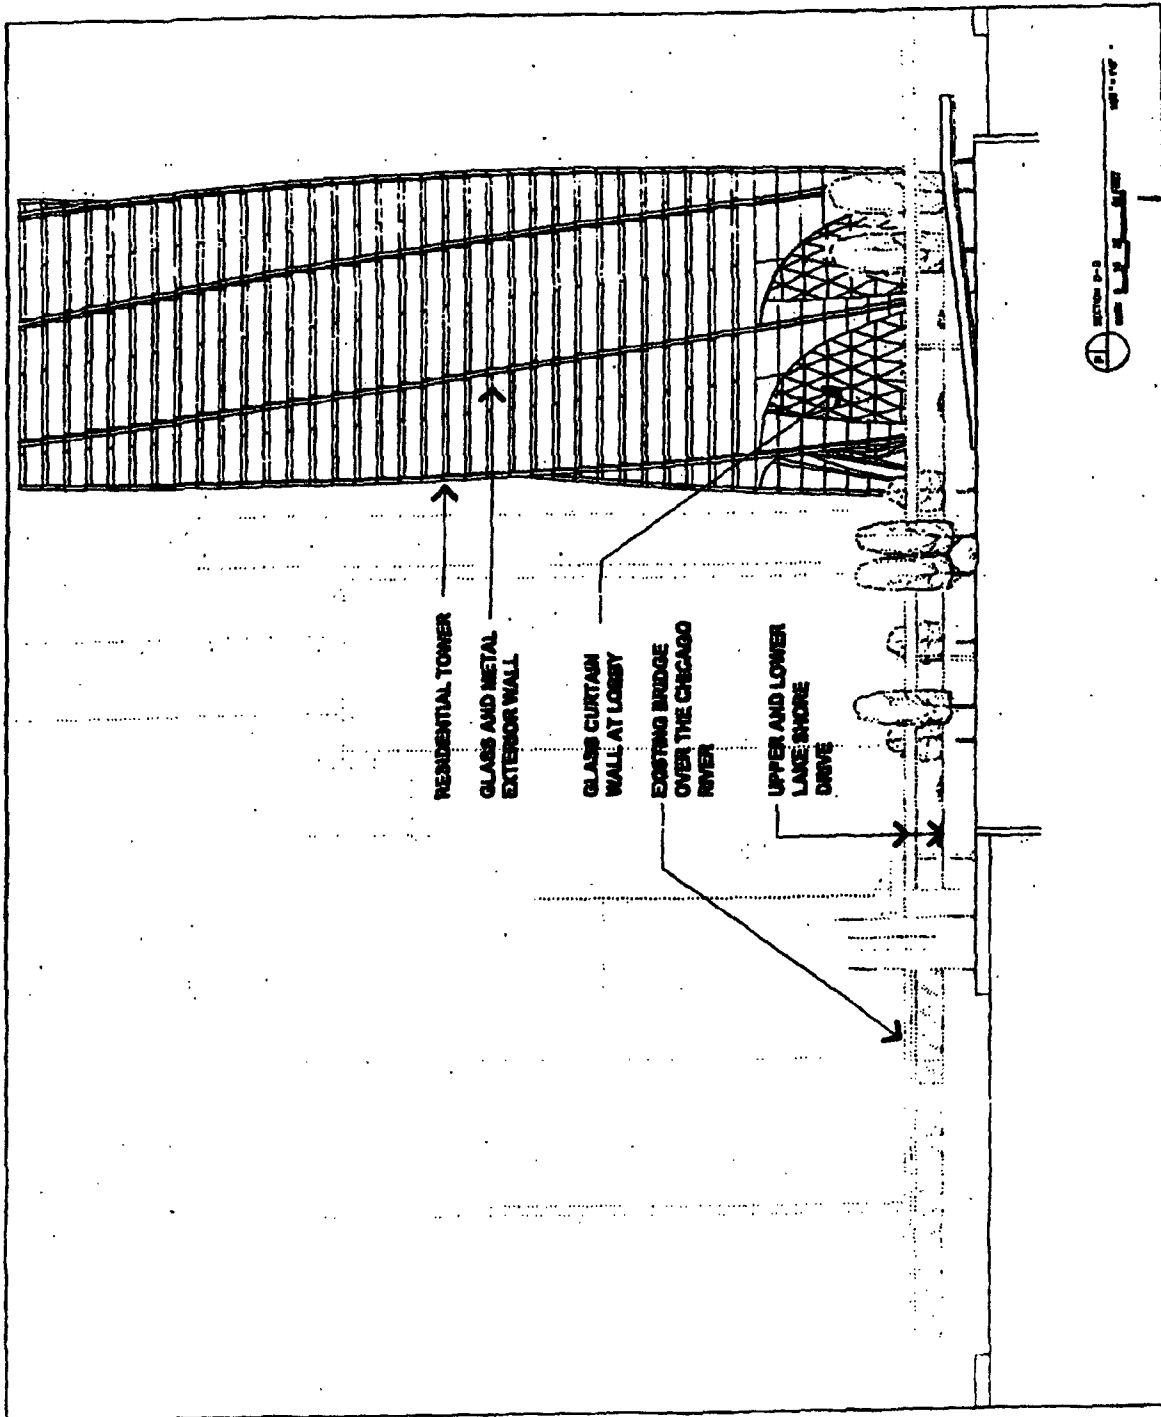 RESIDENTIAL TOWER
GLASS AND METAL
EXTERIOR WALL
GLASS CURTAIN
WALL AT LOBBY
EXISTING BRIDGE
OVER THE CHICAGO
RIVER
UPPER AND LOWER
LAKE SHORE
DRIVE
SECTION D-D